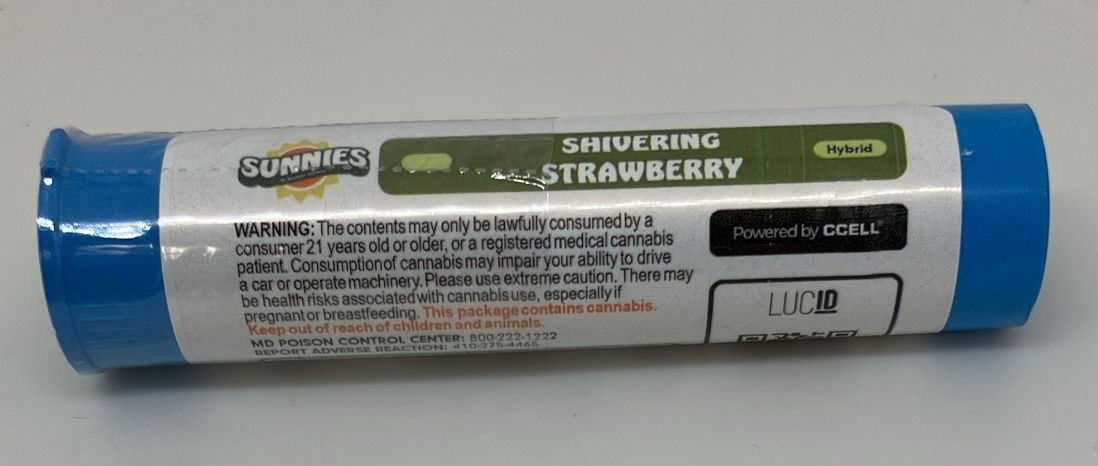 SUNNIES
SHIVERING
STRAWBERRY
Hybrid
WARNING: The contents may only be lawfully consumed by a
consumer 21 years old or older, or a registered medical cannabis
patient. Consumption of cannabis may impair your ability to drive
a car or operate machinery. Please use extreme caution. There may
be health risks associated with cannabis use, especially if
pregnant or breastfeeding. This package contains cannabis.
Keep out of reach of children and animals.
MD POISON CONTROL CENTER: 800-222-1222
REPORT ADVERSE REACTION: 410-275-4465
Powered by CCELL
LUCID